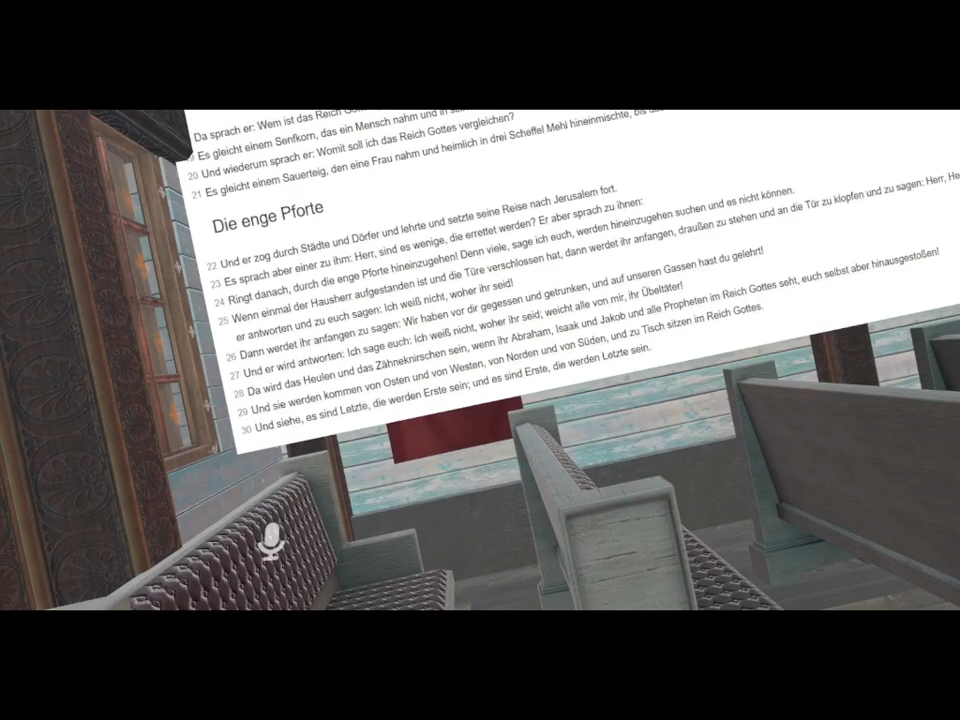 Da sprach er: Wem ist das Reich
Es gleicht einem Senfkorn, das ein Mensch nahm und in
20 Und wiederum sprach er: Womit soll ich das Reich Gottes vergleichen?
21 Es gleicht einem Sauerteig, den eine Frau nahm und heimlich in drei Scheffel Mehl hineinmischte, bis
Die enge Pforte
22 Und er zog durch Städte und Dörfer und lehrte und setzte seine Reise nach Jerusalem fort.
23 Es sprach aber einer zu ihm: Herr, sind es wenige, die errettet werden? Er aber sprach zu ihnen:
24 Ringt danach, durch die enge Pforte hineinzugehen! Denn viele, sage ich euch, werden hineinzugehen suchen und es nicht können.
25 Wenn einmal der Hausherr aufgestanden ist und die Türe verschlossen hat, dann werdet ihr anfangen, draußen zu stehen und an die Tür zu klopfen und zu sagen: Herr,
er antworten und zu euch sagen: Ich weiß nicht, woher ihr seid!
26 Dann werdet ihr anfangen zu sagen: Wir haben vor dir gegessen und getrunken, und auf unseren Gassen hast du gelehrt!
27 Und er wird antworten: Ich sage euch: Ich weiß nicht, woher ihr seid; weicht alle von mir, ihr Übeltäter!
28 Da wird das Heulen und das Zähneknirschen sein, wenn ihr Abraham, Isaak und Jakob und alle Propheten im Reich Gottes seht, euch selbst aber hinausgestoßen!
29 Und sie werden kommen von Osten und von Westen, von Norden und von Süden, und zu Tisch sitzen im Reich Gottes.
30 Und siehe, es sind Letzte, die werden Erste sein; und es sind Erste, die werden Letzte sein.